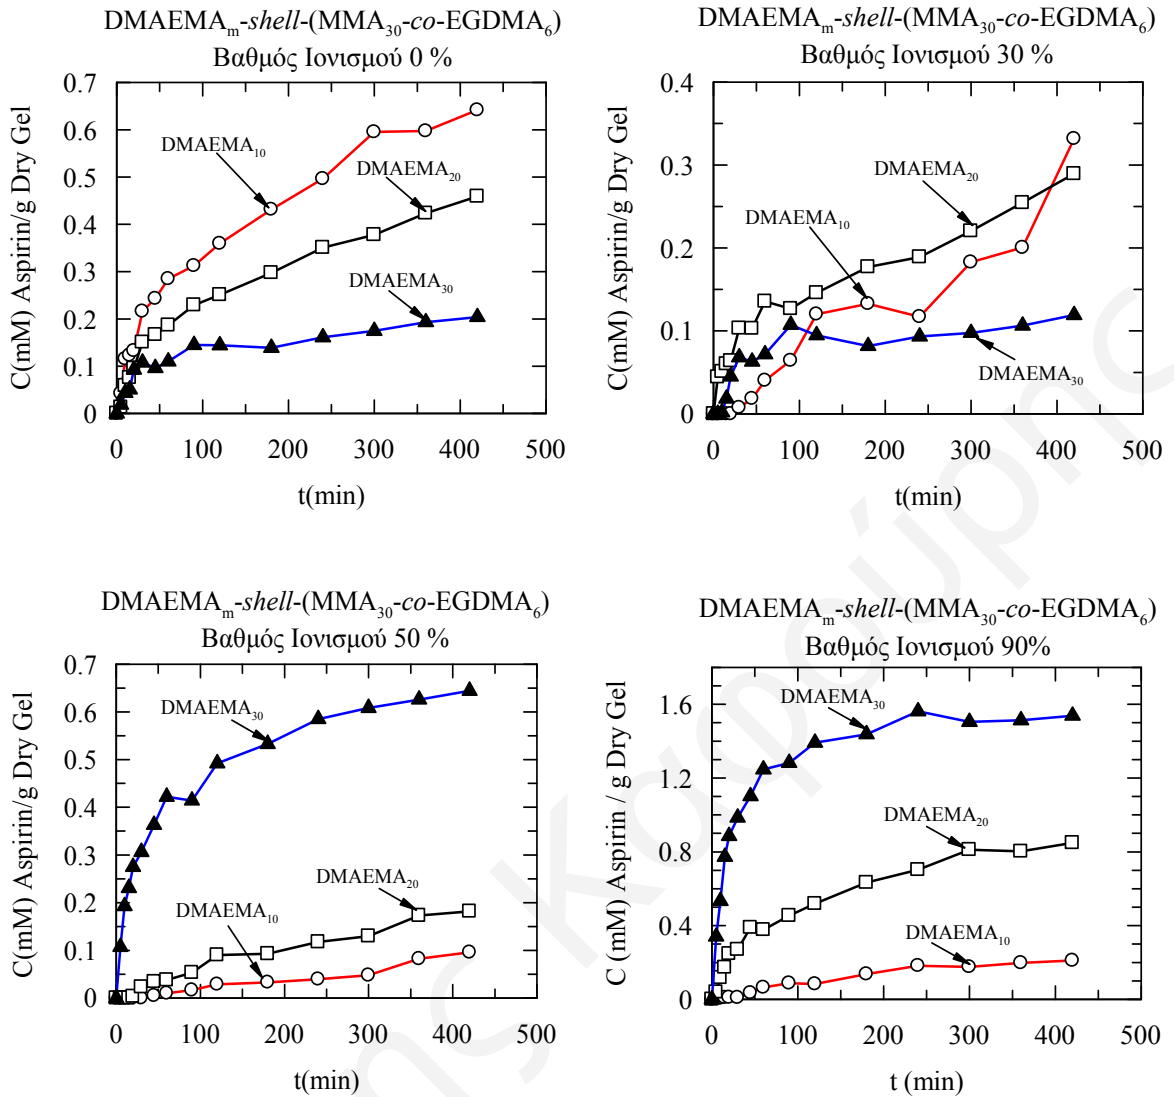 DMAEMAm-shell-(MMA30-co-EGDMA6)
Βαθμός Ιονισμού 0 %
0.7
0.6
0.5
0.4
0.3
0.2
0.1
0
C(mM) Aspirin/g Dry Gel
DMAEMA10
DMAEMA20
DMAEMA30
0 100 200 300 400 500
t(min)
DMAEMAm-shell-(MMA30-co-EGDMA6)
Βαθμός Ιονισμού 30 %
0.4
0.3
0.2
0.1
0
C(mM) Aspirin/g Dry Gel
DMAEMA20
DMAEMA10
DMAEMA30
0 100 200 300 400 500
t(min)
DMAEMAm-shell-(MMA30-co-EGDMA6)
Βαθμός Ιονισμού 50 %
0.7
0.6
0.5
0.4
0.3
0.2
0.1
0
C(mM) Aspirin/g Dry Gel
DMAEMA30
DMAEMA20
DMAEMA10
0 100 200 300 400 500
t(min)
DMAEMAm-shell-(MMA30-co-EGDMA6)
Βαθμός Ιονισμού 90%
1.6
1.2
0.8
0.4
0
C (mM) Aspirin / g Dry Gel
DMAEMA30
DMAEMA20
DMAEMA10
0 100 200 300 400 500
t (min)
ης Καφούρης